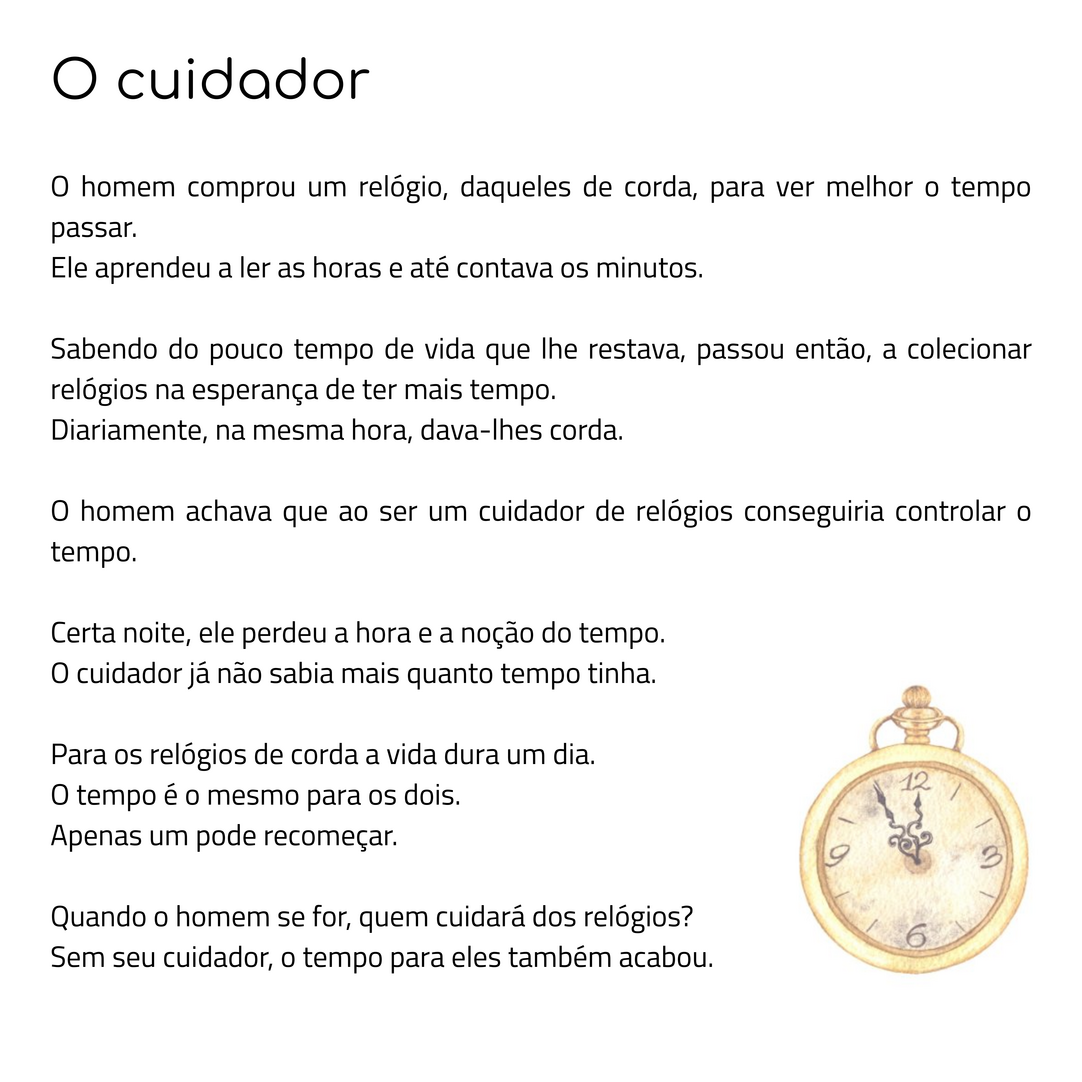 O cuidador
O homem comprou um relógio, daqueles de corda, para ver melhor o tempo
passar.
Ele aprendeu a ler as horas e até contava os minutos.
Sabendo do pouco tempo de vida que lhe restava, passou então, a colecionar
relógios na esperança de ter mais tempo.
Diariamente, na mesma hora, dava-lhes corda.
O homem achava que ao ser um cuidador de relógios conseguiria controlar o
tempo.
Certa noite, ele perdeu a hora e a noção do tempo.
O cuidador já não sabia mais quanto tempo tinha.
Para os relógios de corda a vida dura um dia.
O tempo é o mesmo para os dois.
Apenas um pode recomeçar.
Quando o homem se for, quem cuidará dos relógios?
Sem seu cuidador, o tempo para eles também acabou.
12
9
3
6